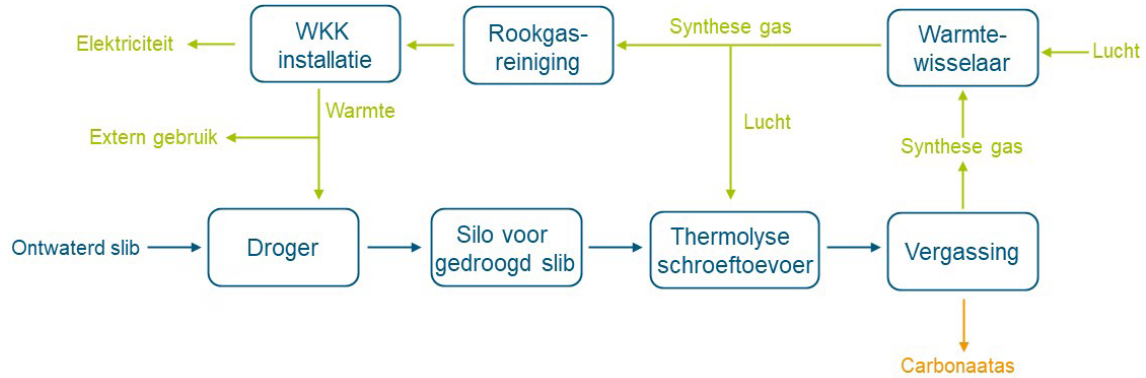 Elektriciteit
WKK
installatie
Rookgas-
reiniging
Synthese gas
Warmte-
wisselaar
Lucht
Warmte
Extern gebruik
Lucht
Synthese gas
Ontwaterd slib
Droger
Silo voor
gedroogd slib
Thermolyse
schroeftoevoer
Vergassing
Carbonaatas